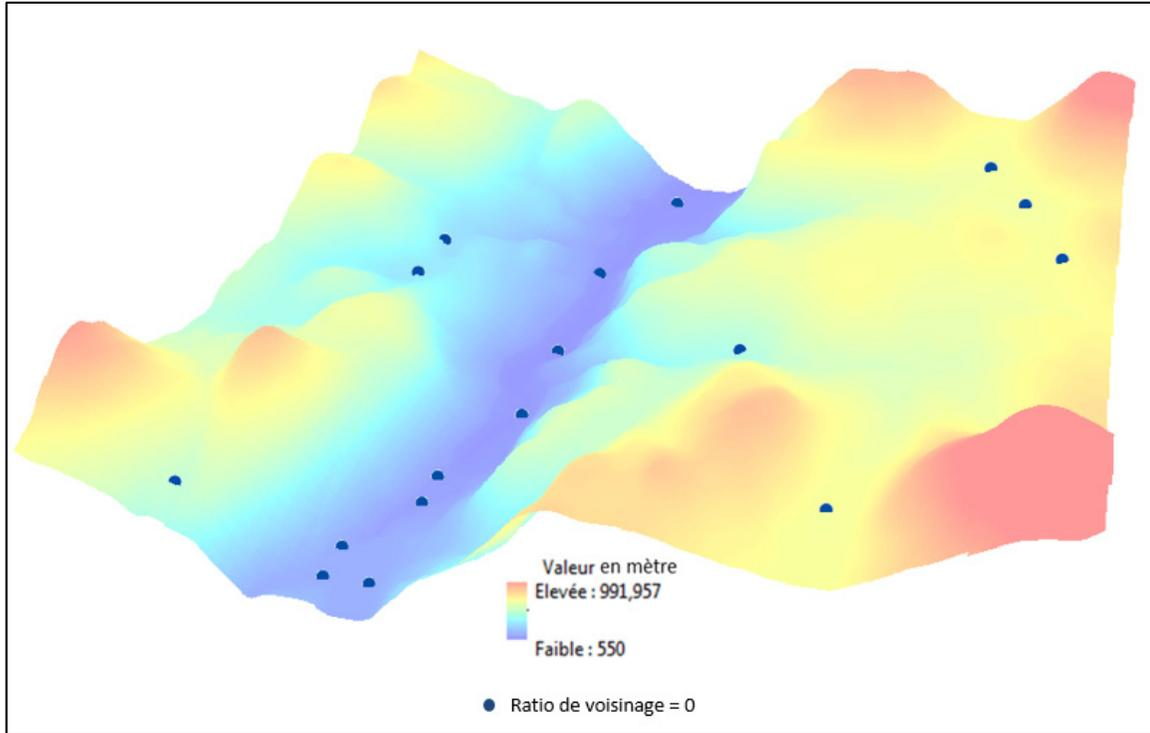 Valeur en mètre
Elevée : 991,957
Faible : 550
Ratio de voisinage = 0